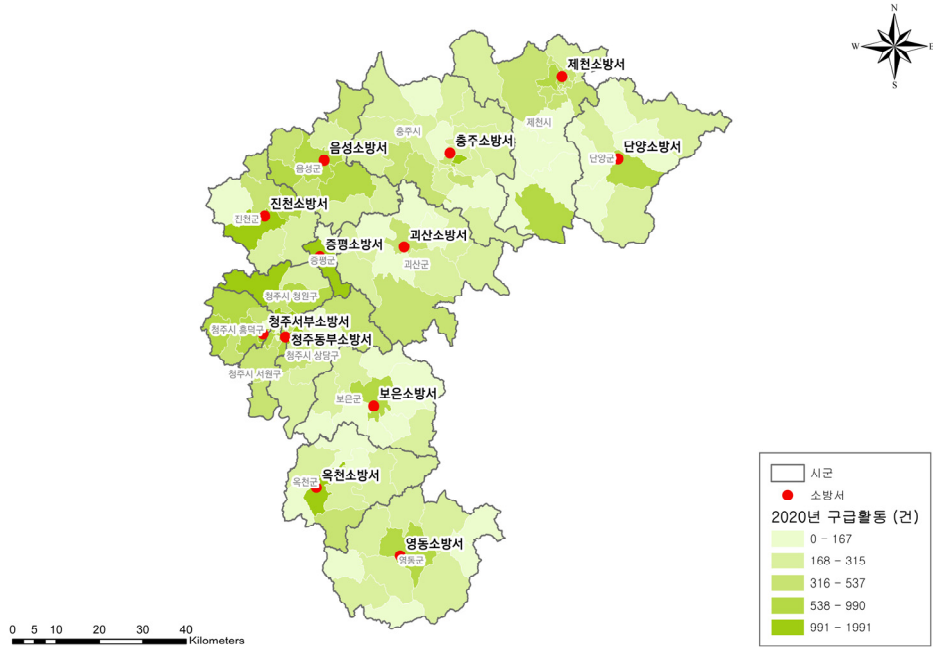 N
W
E
S
제천소방서
제천시
충주시
충주소방서
단양소방서
단양군
음성소방서
음성군
진천소방서
진천군
괴산소방서
괴산군
증평소방서
증평군
청주시 청원구
청주서부소방서
청주시 흥덕구
청주동부소방서
청주시 상당구
청주시 서원구
보은소방서
보은군
옥천소방서
옥천군
영동소방서
영동군
시군
소방서
2020년 구급활동 (건)
0 - 167
168 - 315
316 - 537
538 - 990
991 - 1991
0 5 10 20 30 40
Kilometers